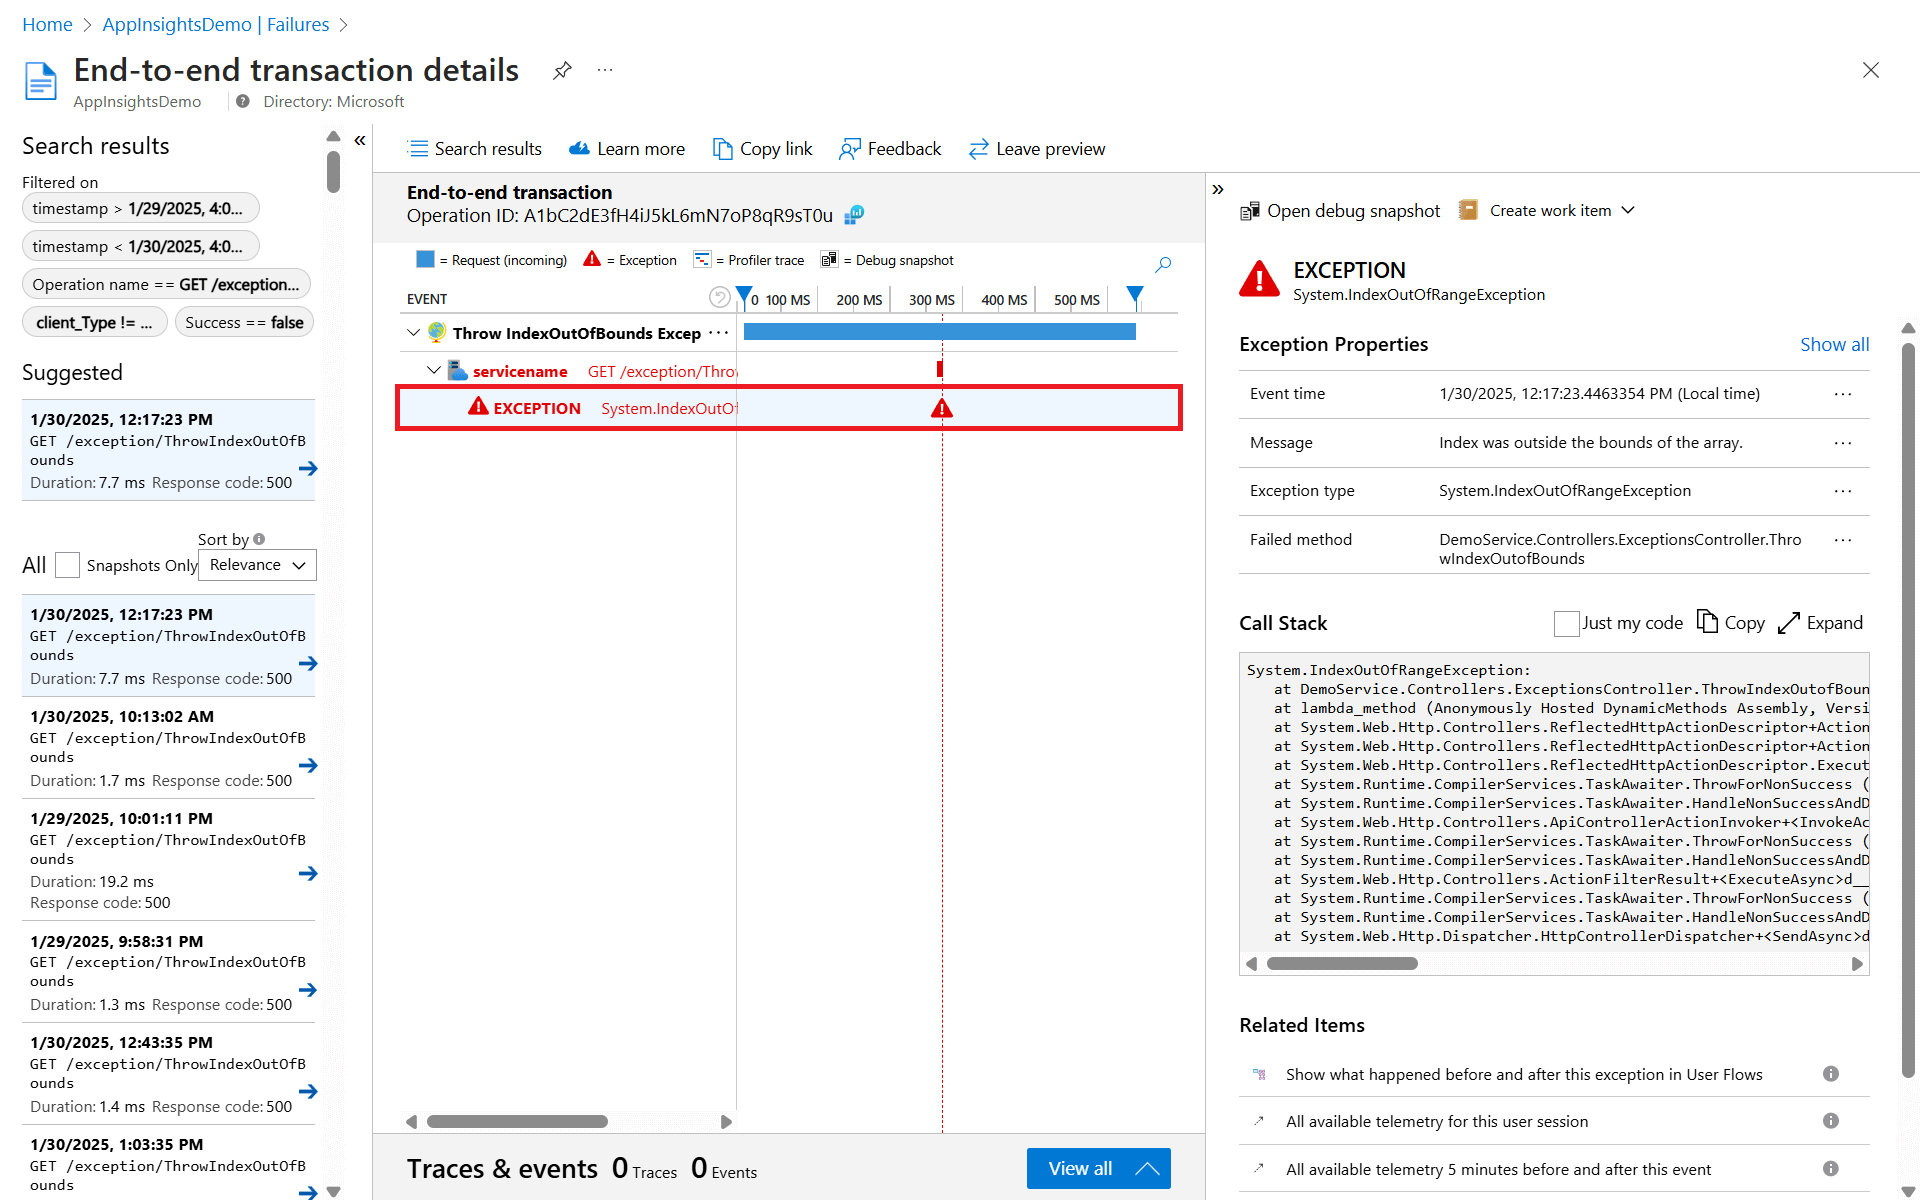 Home > AppInsightsDemo | Failures >
End-to-end transaction details ...
AppInsightsDemo | Directory: Microsoft
Search results
Filtered on
timestamp > 1/29/2025, 4:0...
timestamp < 1/30/2025, 4:0...
Operation name == GET /exception...
client_Type != ...
Success == false
Suggested
1/30/2025, 12:17:23 PM
GET /exception/ThrowIndexOutOfB
ounds
Duration: 7.7 ms Response code: 500
Sort by
All Snapshots Only Relevance
1/30/2025, 12:17:23 PM
GET /exception/ThrowIndexOutOfB
ounds
Duration: 7.7 ms Response code: 500
1/30/2025, 10:13:02 AM
GET /exception/ThrowIndexOutOfB
ounds
Duration: 1.7 ms Response code: 500
1/29/2025, 10:01:11 PM
GET /exception/ThrowIndexOutOfB
ounds
Duration: 19.2 ms
Response code: 500
1/29/2025, 9:58:31 PM
GET /exception/ThrowIndexOutOfB
ounds
Duration: 1.3 ms Response code: 500
1/30/2025, 12:43:35 PM
GET /exception/ThrowIndexOutOfB
ounds
Duration: 1.4 ms Response code: 500
1/30/2025, 1:03:35 PM
GET /exception/ThrowIndexOutOfB
ounds
Search results Learn more Copy link Feedback Leave preview
End-to-end transaction
Operation ID: A1bC2dE3fH4iJ5kL6mN7oP8qR9sT0u
= Request (incoming) = Exception = Profiler trace = Debug snapshot
EVENT 0 100 MS 200 MS 300 MS 400 MS 500 MS
Throw IndexOutOfBounds Excep ...
servicename GET /exception/Throw
EXCEPTION System.IndexOutOf
Traces & events 0 Traces 0 Events View all
Open debug snapshot Create work item
EXCEPTION
System.IndexOutOfRangeException
Exception Properties Show all
Event time 1/30/2025, 12:17:23.4463354 PM (Local time) ...
Message Index was outside the bounds of the array. ...
Exception type System.IndexOutOfRangeException ...
Failed method DemoService.Controllers.ExceptionsController.Thro ...
wIndexOutofBounds
Call Stack Just my code Copy Expand
System.IndexOutOfRangeException:
at DemoService.Controllers.ExceptionsController.ThrowIndexOutofBoun
at lambda_method (Anonymously Hosted DynamicMethods Assembly, Versi
at System.Web.Http.Controllers.ReflectedHttpActionDescriptor+Action
at System.Web.Http.Controllers.ReflectedHttpActionDescriptor+Action
at System.Web.Http.Controllers.ReflectedHttpActionDescriptor.Execut
at System.Runtime.CompilerServices.TaskAwaiter.ThrowForNonSuccess (
at System.Runtime.CompilerServices.TaskAwaiter.HandleNonSuccessAndD
at System.Web.Http.Controllers.ApiControllerActionInvoker+<InvokeAc
at System.Runtime.CompilerServices.TaskAwaiter.ThrowForNonSuccess (
at System.Runtime.CompilerServices.TaskAwaiter.HandleNonSuccessAndD
at System.Web.Http.Controllers.ActionFilterResult+<ExecuteAsync>d__
at System.Runtime.CompilerServices.TaskAwaiter.ThrowForNonSuccess (
at System.Runtime.CompilerServices.TaskAwaiter.HandleNonSuccessAndD
at System.Web.Http.Dispatcher.HttpControllerDispatcher+<SendAsync>d
Related Items
Show what happened before and after this exception in User Flows
All available telemetry for this user session
All available telemetry 5 minutes before and after this event